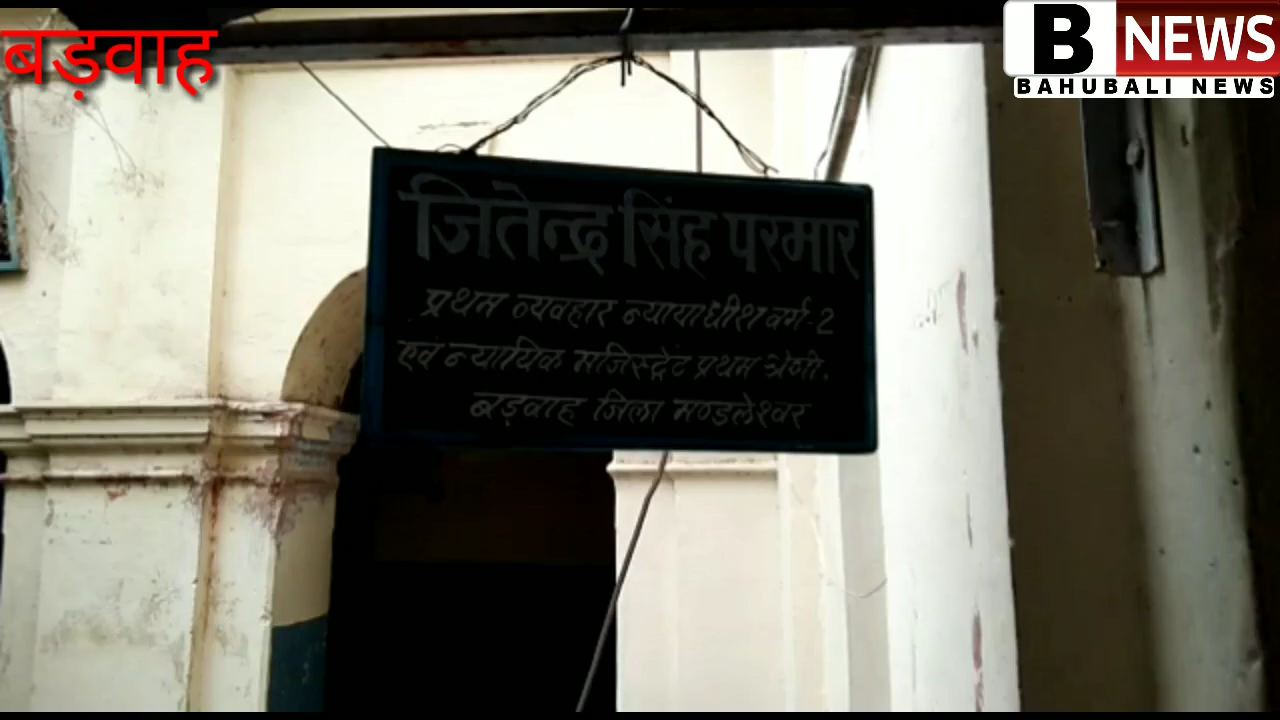 बड़वाह
B NEWS
BAHUBALI NEWS
जितेन्द्र सिंह परमार
प्रथम व्यवहार न्यायाधीश वर्ग-2
एवं न्यायिक मजिस्ट्रेट प्रथम श्रेणी.
बड़वाह जिला मण्डलेश्वर